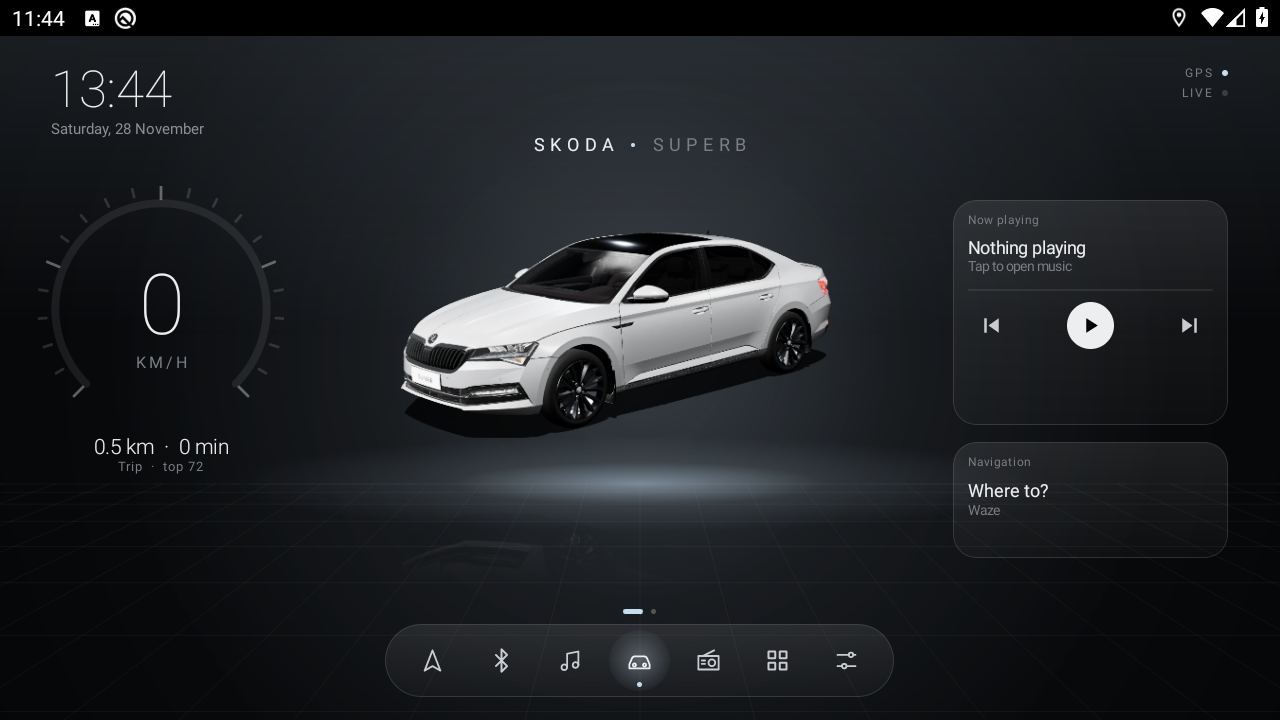 11:44
13:44
Saturday, 28 November
GPS
LIVE
SKODA • SUPERB
0
KM/H
0.5 km · 0 min
Trip · top 72
Now playing
Nothing playing
Tap to open music
Navigation
Where to?
Waze